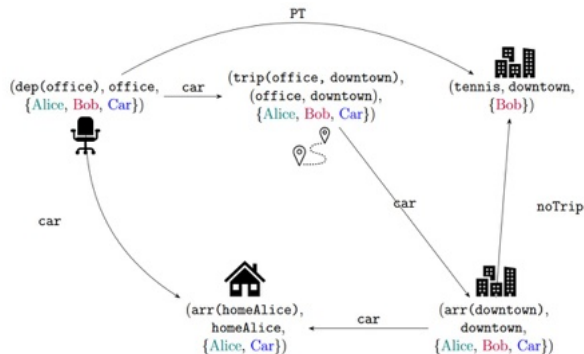 PT
(dep(office), office,
{Alice, Bob, Car})
car
(trip(office, downtown),
(office, downtown),
{Alice, Bob, Car})
(tennis, downtown,
{Bob})
car
car
noTrip
(arr(homeAlice),
homeAlice,
{Alice, Car})
car
(arr(downtown),
downtown,
{Alice, Bob, Car})